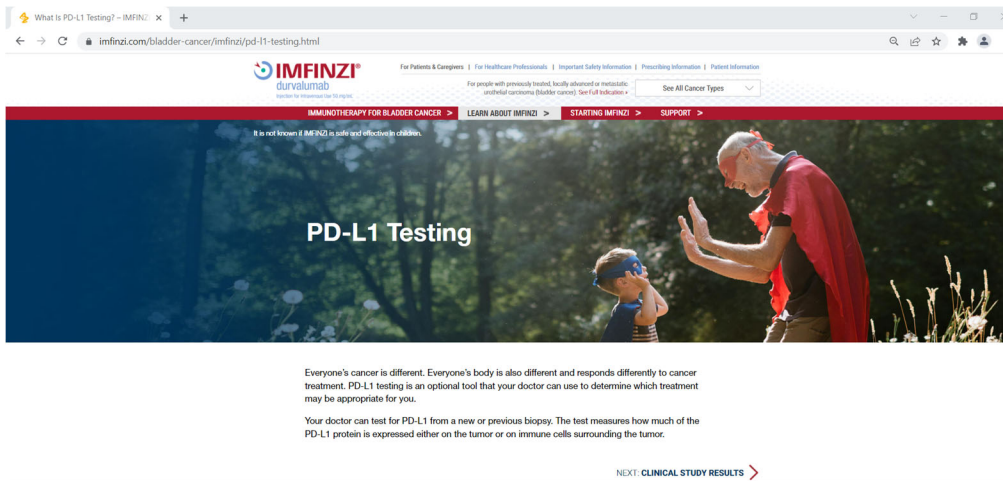 What Is PD-L1 Testing? – IMFINZI
imfinzi.com/bladder-cancer/imfinzi/pd-l1-testing.html
IMFINZI®
durvalumab
Injection for Intravenous Use 50 mg/mL
For Patients & Caregivers | For Healthcare Professionals | Important Safety Information | Prescribing Information | Patient Information
For people with previously treated, locally advanced or metastatic
urothelial carcinoma (bladder cancer). See Full Indication +
See All Cancer Types
IMMUNOTHERAPY FOR BLADDER CANCER > LEARN ABOUT IMFINZI > STARTING IMFINZI > SUPPORT >
It is not known if IMFINZI is safe and effective in children.
PD-L1 Testing
Everyone's cancer is different. Everyone's body is also different and responds differently to cancer
treatment. PD-L1 testing is an optional tool that your doctor can use to determine which treatment
may be appropriate for you.
Your doctor can test for PD-L1 from a new or previous biopsy. The test measures how much of the
PD-L1 protein is expressed either on the tumor or on immune cells surrounding the tumor.
NEXT: CLINICAL STUDY RESULTS >